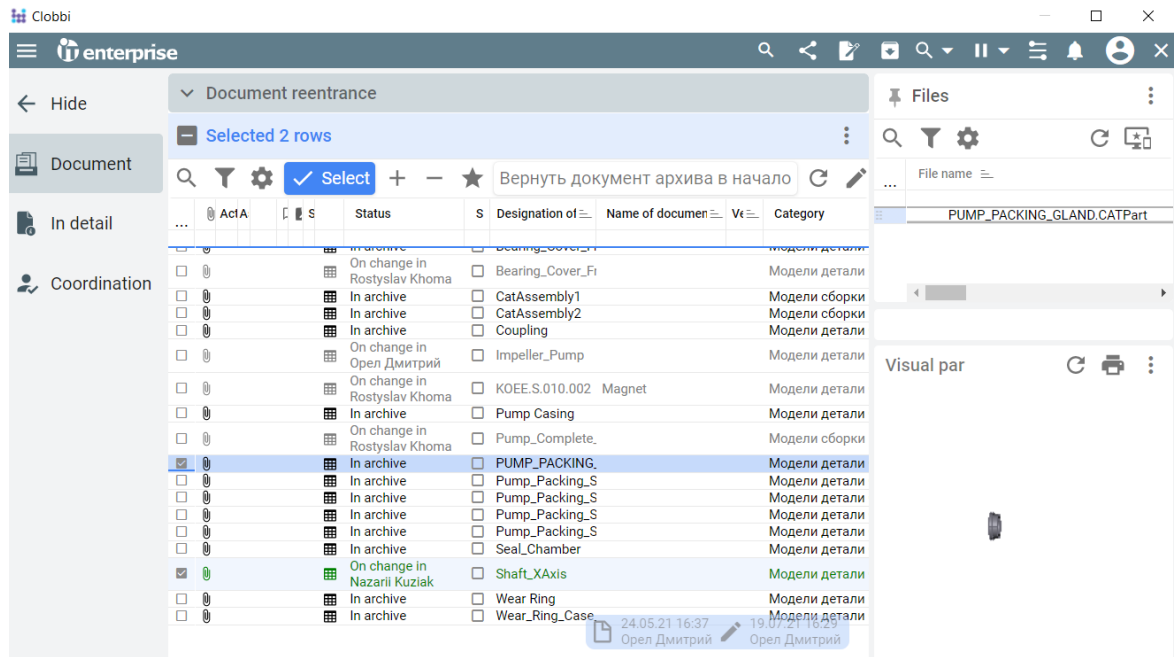 Clobbi
enterprise
Hide
Document
In detail
Coordination
Document reentrance
Selected 2 rows
Select
Вернуть документ архива в начало
... Act A S Status S Designation of Name of documen Ve Category
On change in
Rostyslav Khoma
Bearing_Cover_Fr Модели детали
In archive CatAssembly1 Модели сборки
In archive CatAssembly2 Модели сборки
In archive Coupling Модели детали
On change in
Орел Дмитрий
Impeller_Pump Модели детали
On change in
Rostyslav Khoma
KOEE.S.010.002 Magnet Модели детали
In archive Pump Casing Модели детали
On change in
Rostyslav Khoma
Pump_Complete_ Модели сборки
In archive PUMP_PACKING_ Модели детали
In archive Pump_Packing_S Модели детали
In archive Pump_Packing_S Модели детали
In archive Pump_Packing_S Модели детали
In archive Pump_Packing_S Модели детали
In archive Seal_Chamber Модели детали
On change in
Nazarii Kuziak
Shaft_XAxis Модели детали
In archive Wear Ring Модели детали
In archive Wear_Ring_Case_ Модели детали
24.05.21 16:37 19.07.21 16:29
Орел Дмитрий Орел Дмитрий
Files
... File name
PUMP_PACKING_GLAND.CATPart
Visual par